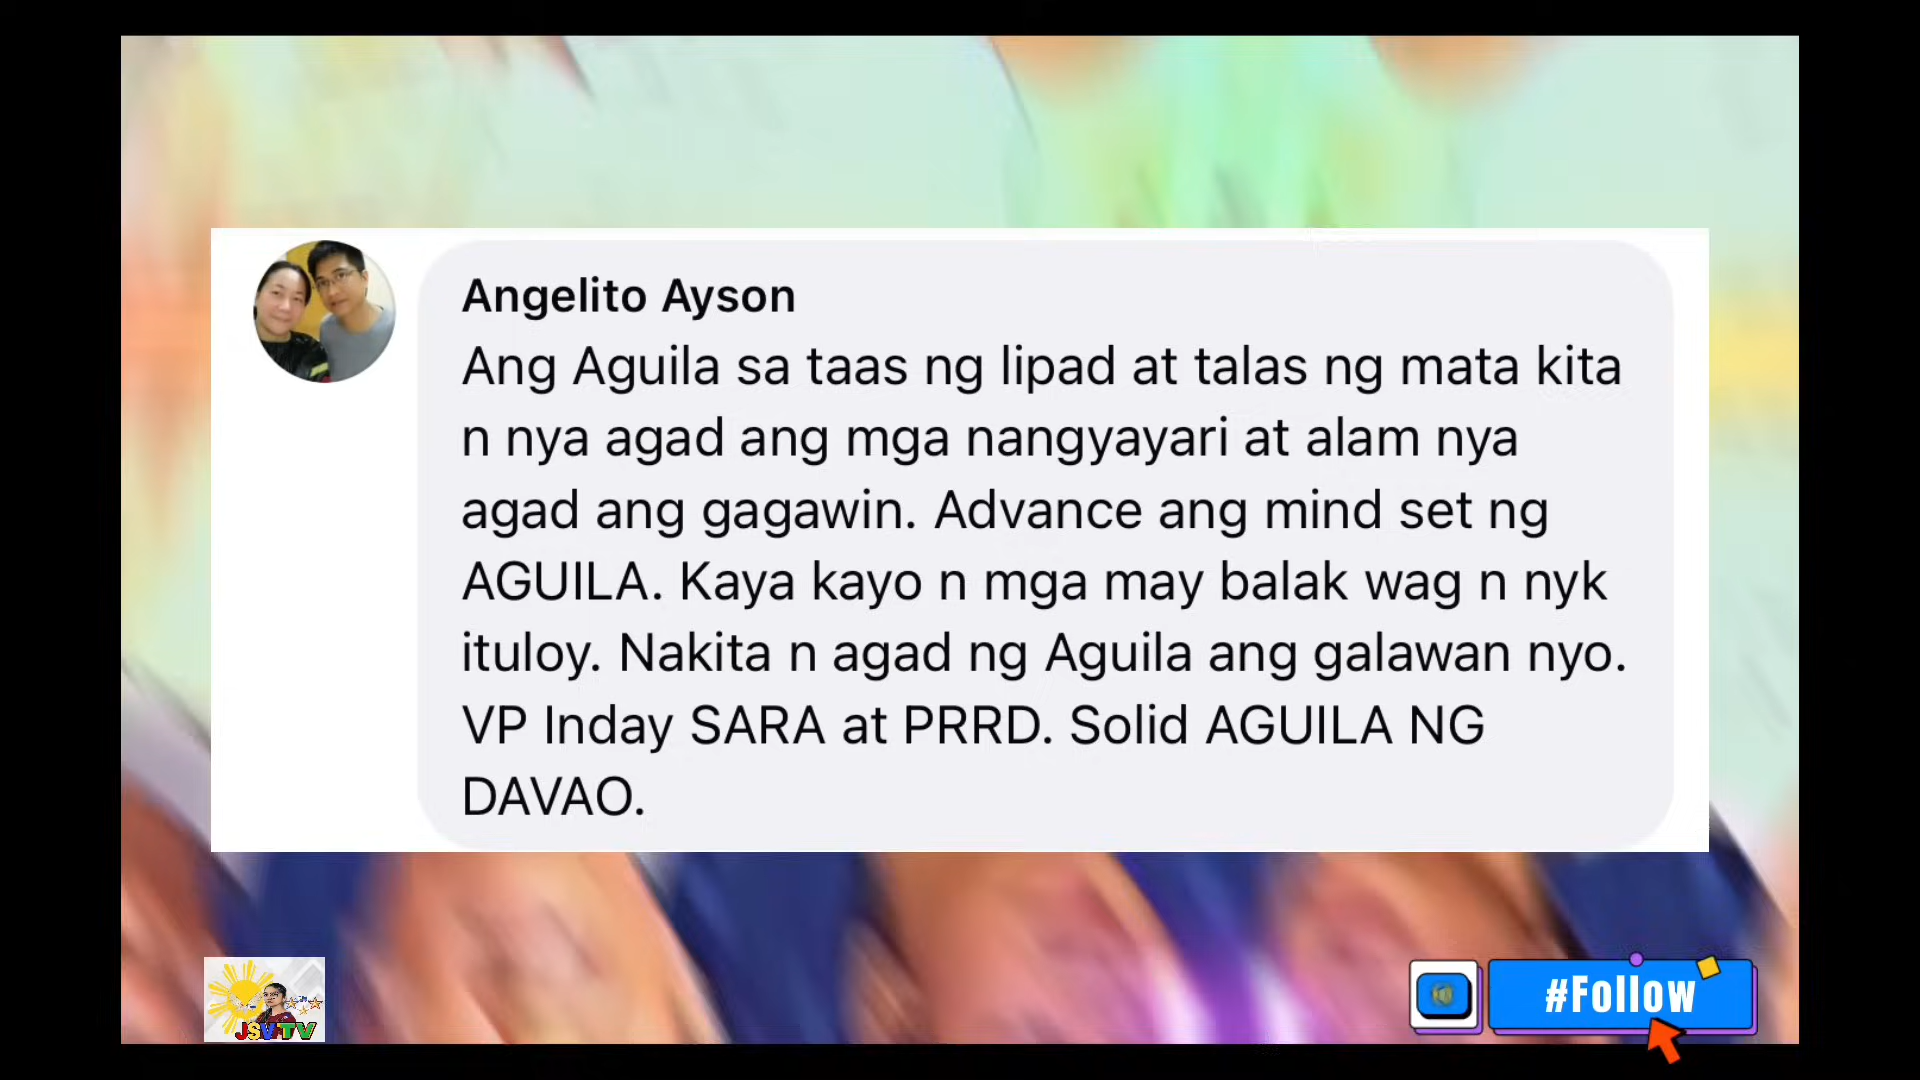 Angelito Ayson
Ang Aguila sa taas ng lipad at talas ng mata kita
n nya agad ang mga nangyayari at alam nya
agad ang gagawin. Advance ang mind set ng
AGUILA. Kaya kayo n mga may balak wag n nyk
ituloy. Nakita n agad ng Aguila ang galawan nyo.
VP Inday SARA at PRRD. Solid AGUILA NG
DAVAO.
JSV TV
#Follow